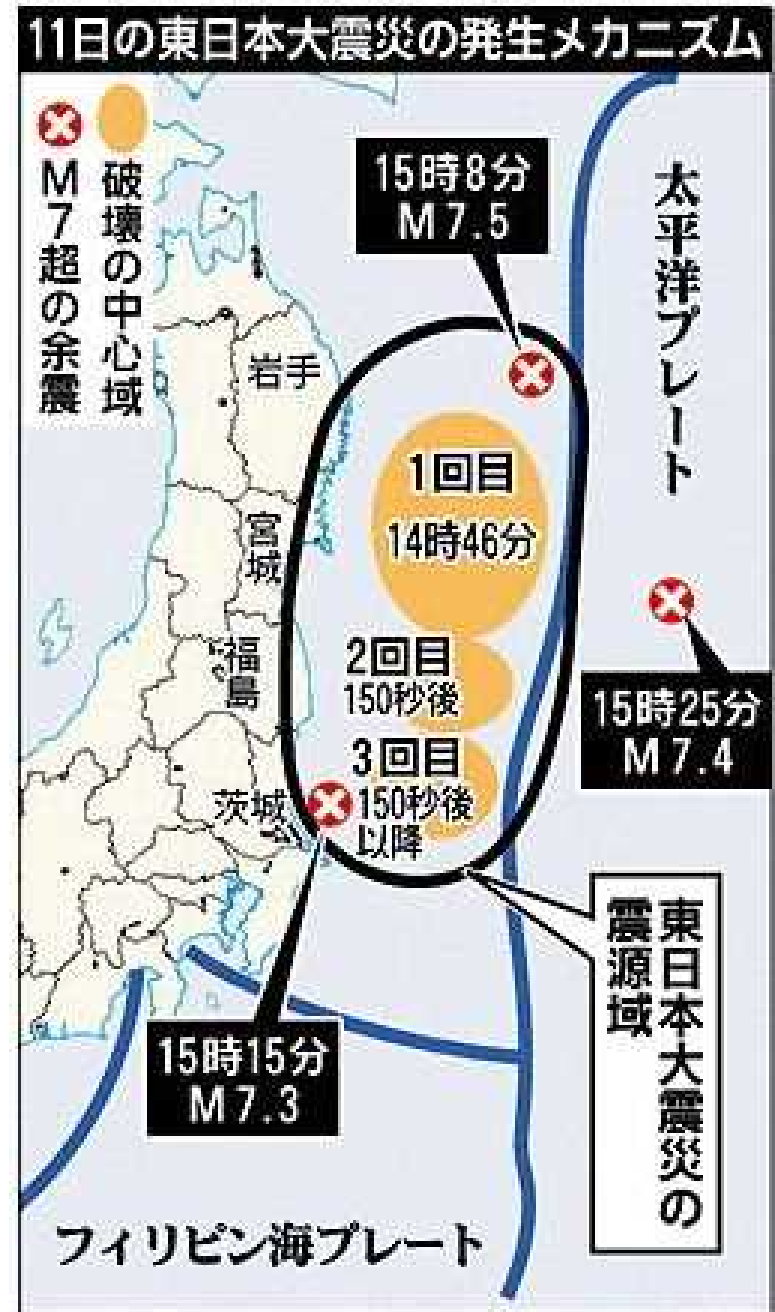 11日の東日本大震災の発生メカニズム
破壊の中心域
M7超の余震
15時8分
M7.5
太平洋プレート
岩手
1回目
14時46分
宮城
福島
2回目
150秒後
15時25分
M7.4
3回目
150秒後
以降
茨城
東日本大震災の
震源域
15時15分
M7.3
フィリピン海プレート